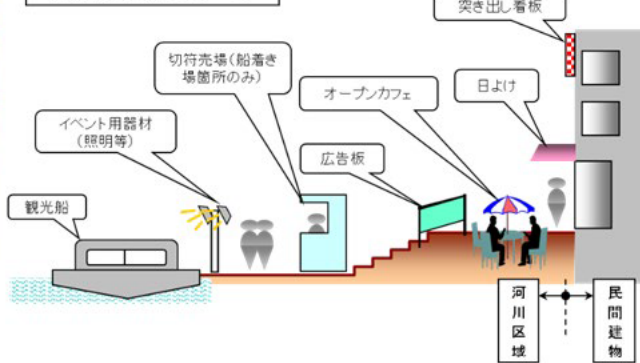 突き出し看板
切符売場(船着き
場箇所のみ)
オープンカフェ
日よけ
イベント用器材
(照明等)
広告板
観光船
河川区域
民間建物